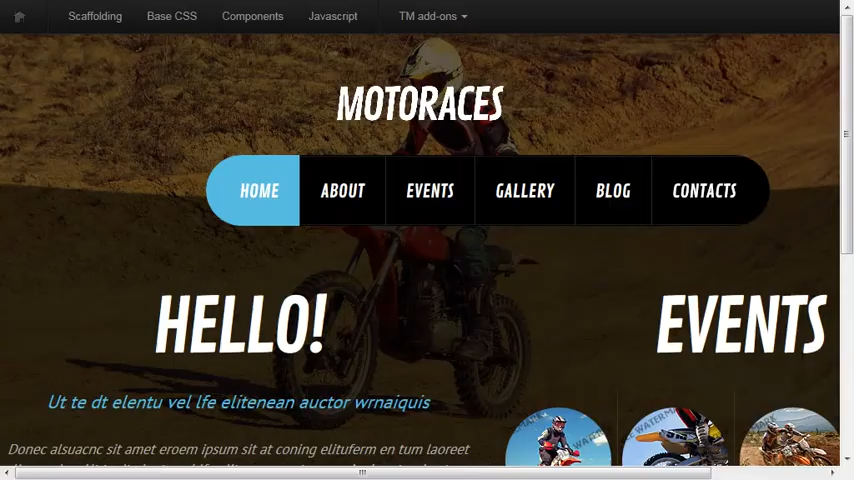 Scaffolding Base CSS Components Javascript TM add-ons
MOTORACES
HOME ABOUT EVENTS GALLERY BLOG CONTACTS
HELLO! EVENTS
Ut te dt elentu vel lfe elitenean auctor wrnaiquis
Donec alsuacnc sit amet eroem ipsum sit at coning elituferm en tum laoreet